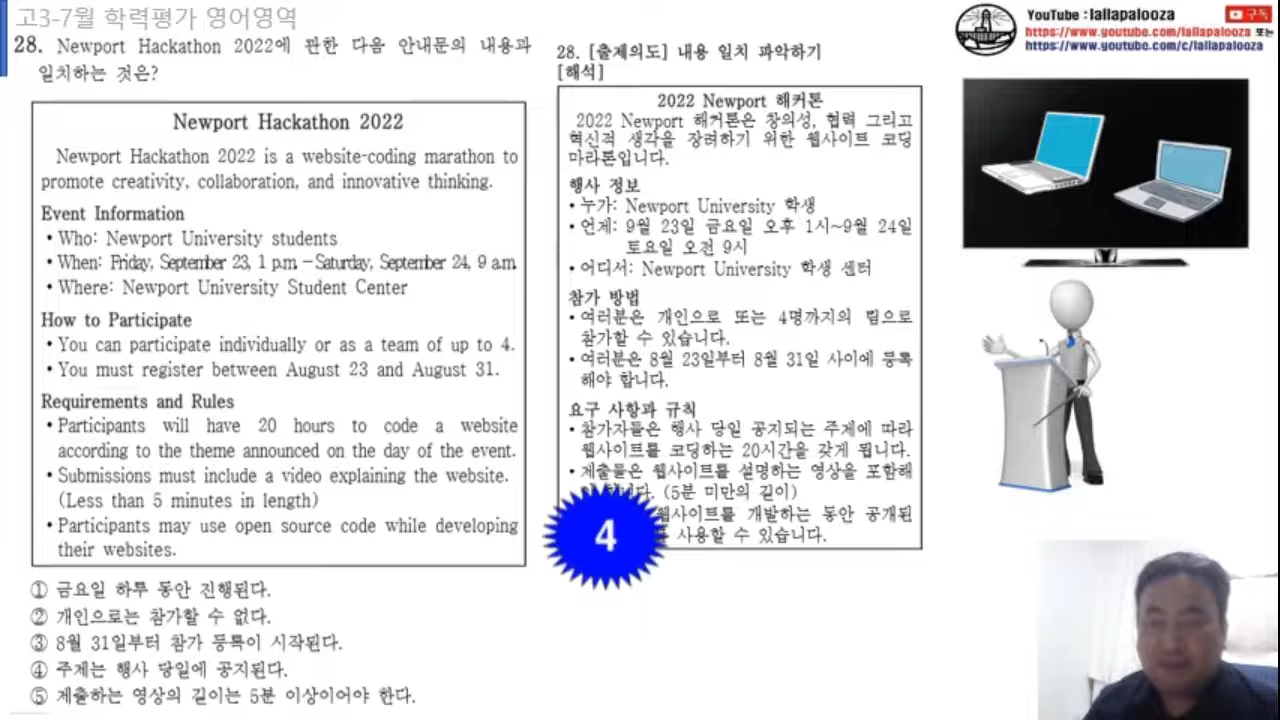 고3-7월 학력평가 영어영역
28. Newport Hackathon 2022에 관한 다음 안내문의 내용과
일치하는 것은?
Newport Hackathon 2022
Newport Hackathon 2022 is a website-coding marathon to
promote creativity, collaboration, and innovative thinking.
Event Information
• Who: Newport University students
• When: Friday, September 23, 1 p.m. – Saturday, September 24, 9 a.m.
• Where: Newport University Student Center
How to Participate
• You can participate individually or as a team of up to 4.
• You must register between August 23 and August 31.
Requirements and Rules
• Participants will have 20 hours to code a website
according to the theme announced on the day of the event.
• Submissions must include a video explaining the website.
(Less than 5 minutes in length)
• Participants may use open source code while developing
their websites.
① 금요일 하루 동안 진행된다.
② 개인으로는 참가할 수 없다.
③ 8월 31일부터 참가 등록이 시작된다.
④ 주제는 행사 당일에 공지된다.
⑤ 제출하는 영상의 길이는 5분 이상이어야 한다.
28. [출제의도] 내용 일치 파악하기
[해석]
2022 Newport 해커톤
2022 Newport 해커톤은 창의성, 협력 그리고
혁신적 생각을 장려하기 위한 웹사이트 코딩
마라톤입니다.
행사 정보
• 누가: Newport University 학생
• 언제: 9월 23일 금요일 오후 1시~9월 24일
토요일 오전 9시
• 어디서: Newport University 학생 센터
참가 방법
• 여러분은 개인으로 또는 4명까지의 팀으로
참가할 수 있습니다.
• 여러분은 8월 23일부터 8월 31일 사이에 등록
해야 합니다.
요구 사항과 규칙
• 참가자들은 행사 당일 공지되는 주제에 따라
웹사이트를 코딩하는 20시간을 갖게 됩니다.
• 제출물은 웹사이트를 설명하는 영상을 포함해
(5분 미만의 길이)
웹사이트를 개발하는 동안 공개된
사용할 수 있습니다.
4
YouTube : lallapalooza
구독
https://www.youtube.com/lallapalooza 또는
https://www.youtube.com/c/lallapalooza